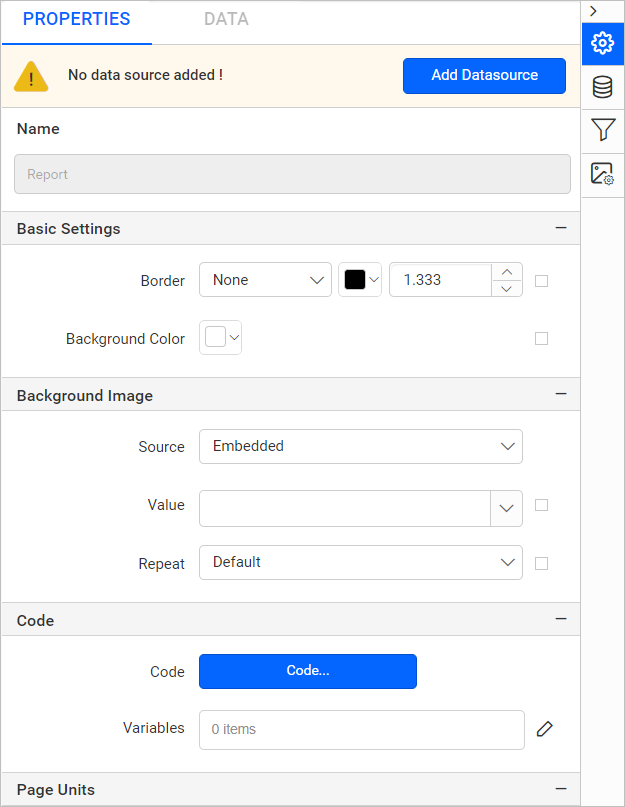 PROPERTIES DATA
No data source added ! Add Datasource
Name
Report
Basic Settings
Border None 1.333
Background Color
Background Image
Source Embedded
Value
Repeat Default
Code
Code Code...
Variables 0 items
Page Units